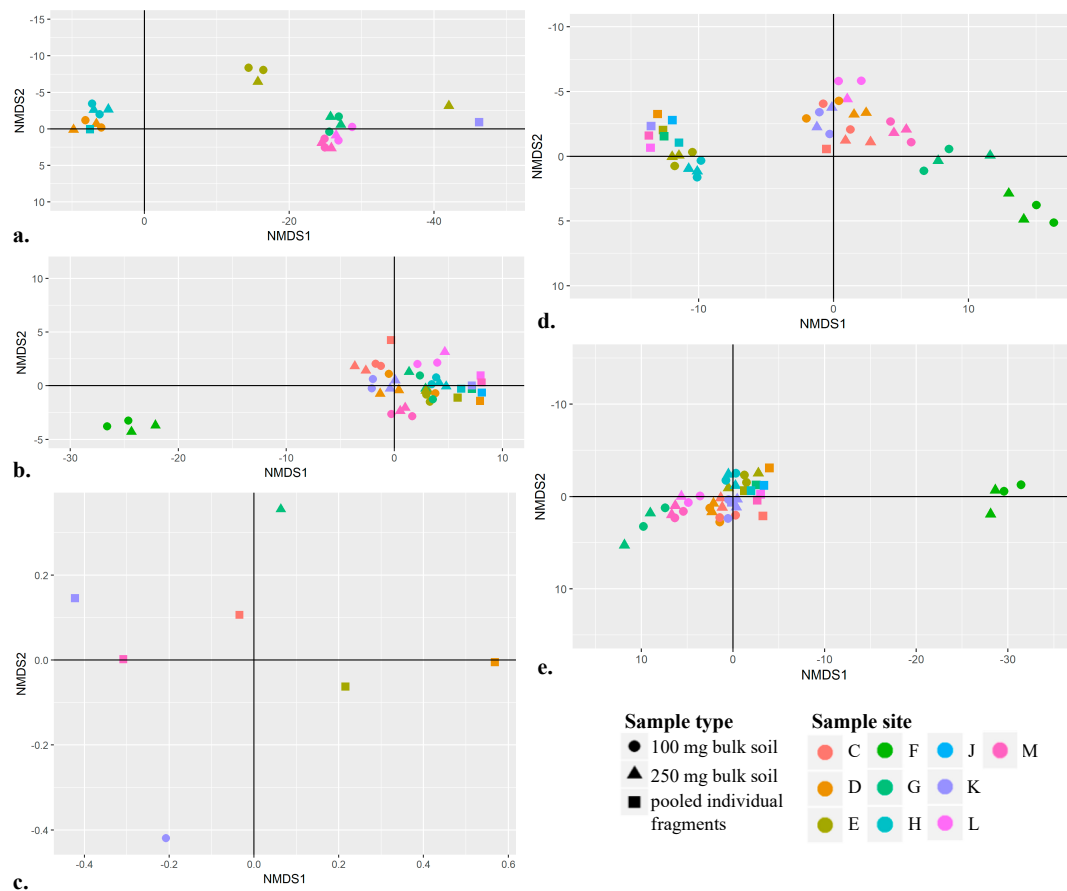 -15
-10
-5
0
5
10
NMDS2
0
-20
-40
NMDS1
a.
10
5
0
-5
NMDS2
-30
-20
-10
0
10
NMDS1
b.
0.2
0.0
-0.2
-0.4
NMDS2
-0.4
-0.2
0.0
0.2
0.4
0.6
NMDS1
c.
-10
-5
0
5
10
NMDS2
-10
0
10
NMDS1
d.
-10
0
10
NMDS2
10
0
-10
-20
-30
NMDS1
e.
Sample type
100 mg bulk soil
250 mg bulk soil
pooled individual
fragments
Sample site
C F J M
D G K
E H L